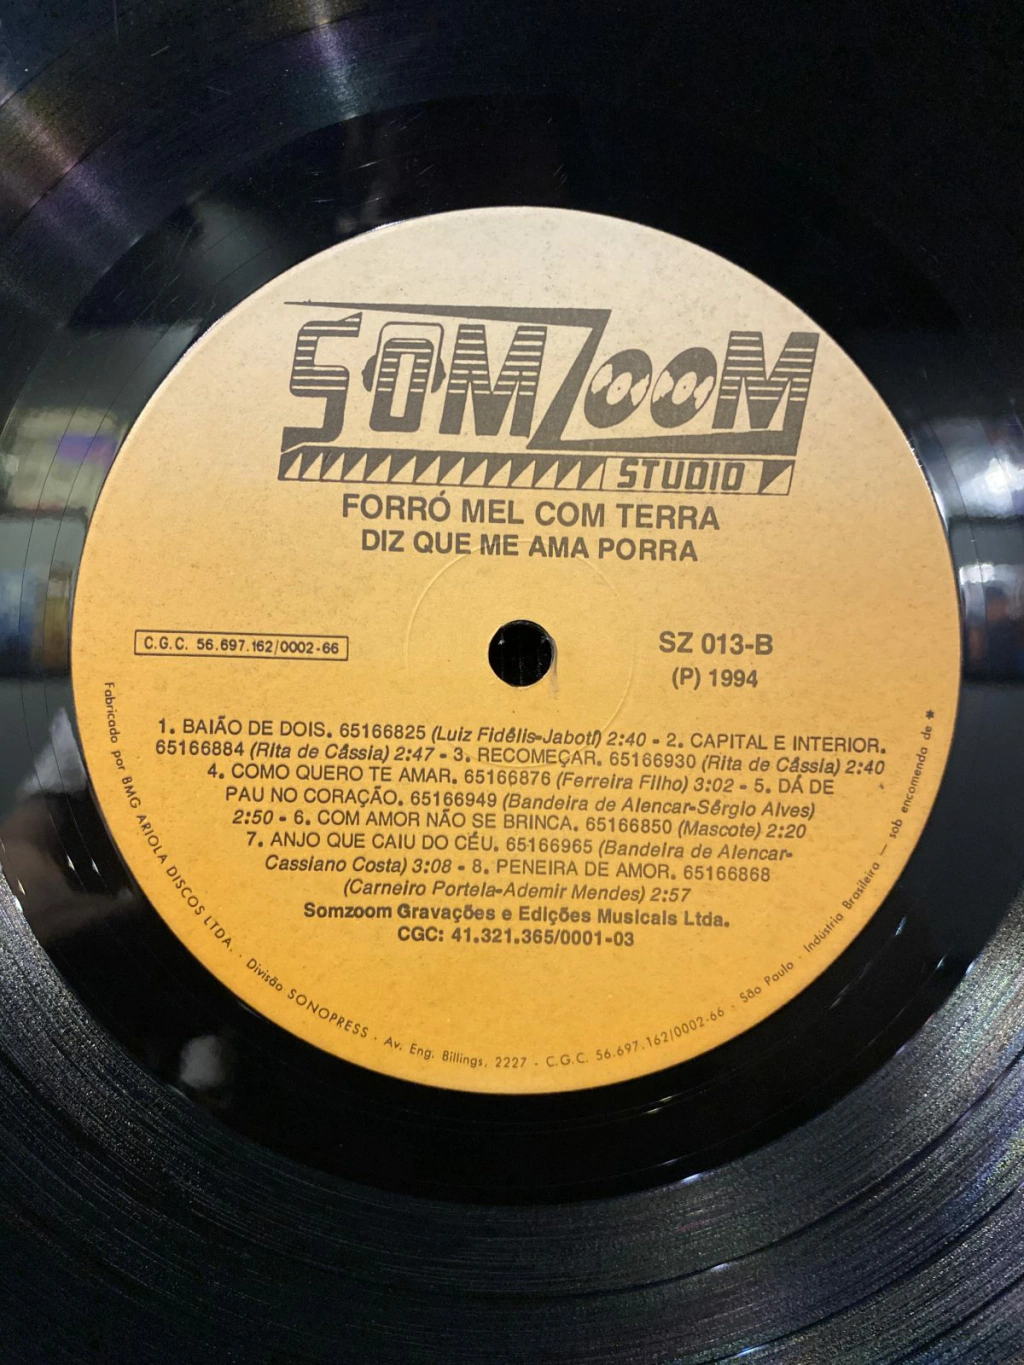 SOMZOOM
STUDIO
FORRÓ MEL COM TERRA
DIZ QUE ME AMA PORRA
C.G.C. 56.697.162/0002-66
SZ 013-B
(P) 1994
1. BAIÃO DE DOIS. 65166825 (Luiz Fidélis-Jabotí) 2:40 - 2. CAPITAL E INTERIOR.
65166884 (Rita de Cássia) 2:47 - 3. RECOMEÇAR. 65166930 (Rita de Cássia) 2:40
4. COMO QUERO TE AMAR. 65166876 (Ferreira Filho) 3:02 - 5. DÁ DE
PAU NO CORAÇÃO. 65166949 (Bandeira de Alencar-Sérgio Alves)
2:50 - 6. COM AMOR NÃO SE BRINCA. 65166850 (Mascote) 2:20
7. ANJO QUE CAIU DO CÉU. 65166965 (Bandeira de Alencar-
Cassiano Costa) 3:08 - 8. PENEIRA DE AMOR. 65166868
(Carneiro Portela-Ademir Mendes) 2:57
Somzoom Gravações e Edições Musicais Ltda.
CGC: 41.321.365/0001-03
Fabricado por BMG ARIOLA DISCOS LTDA. · Divisão SONOPRESS · Av. Eng. Billings, 2227 - C.G.C. 56.697.162/0002-66 - São Paulo · Indústria Brasileira — sob encomenda de *